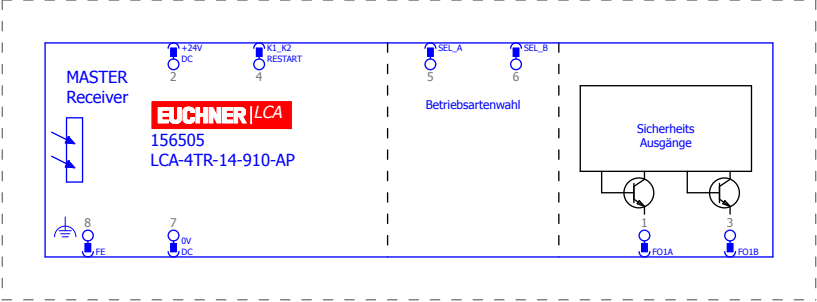 +24V
DC
2
K1_K2
RESTART
4
SEL_A
5
SEL_B
6
MASTER
Receiver
EUCHNER LCA
156505
LCA-4TR-14-910-AP
Betriebsartenwahl
Sicherheits
Ausgänge
8
FE
7
0V
DC
1
FO1A
3
FO1B